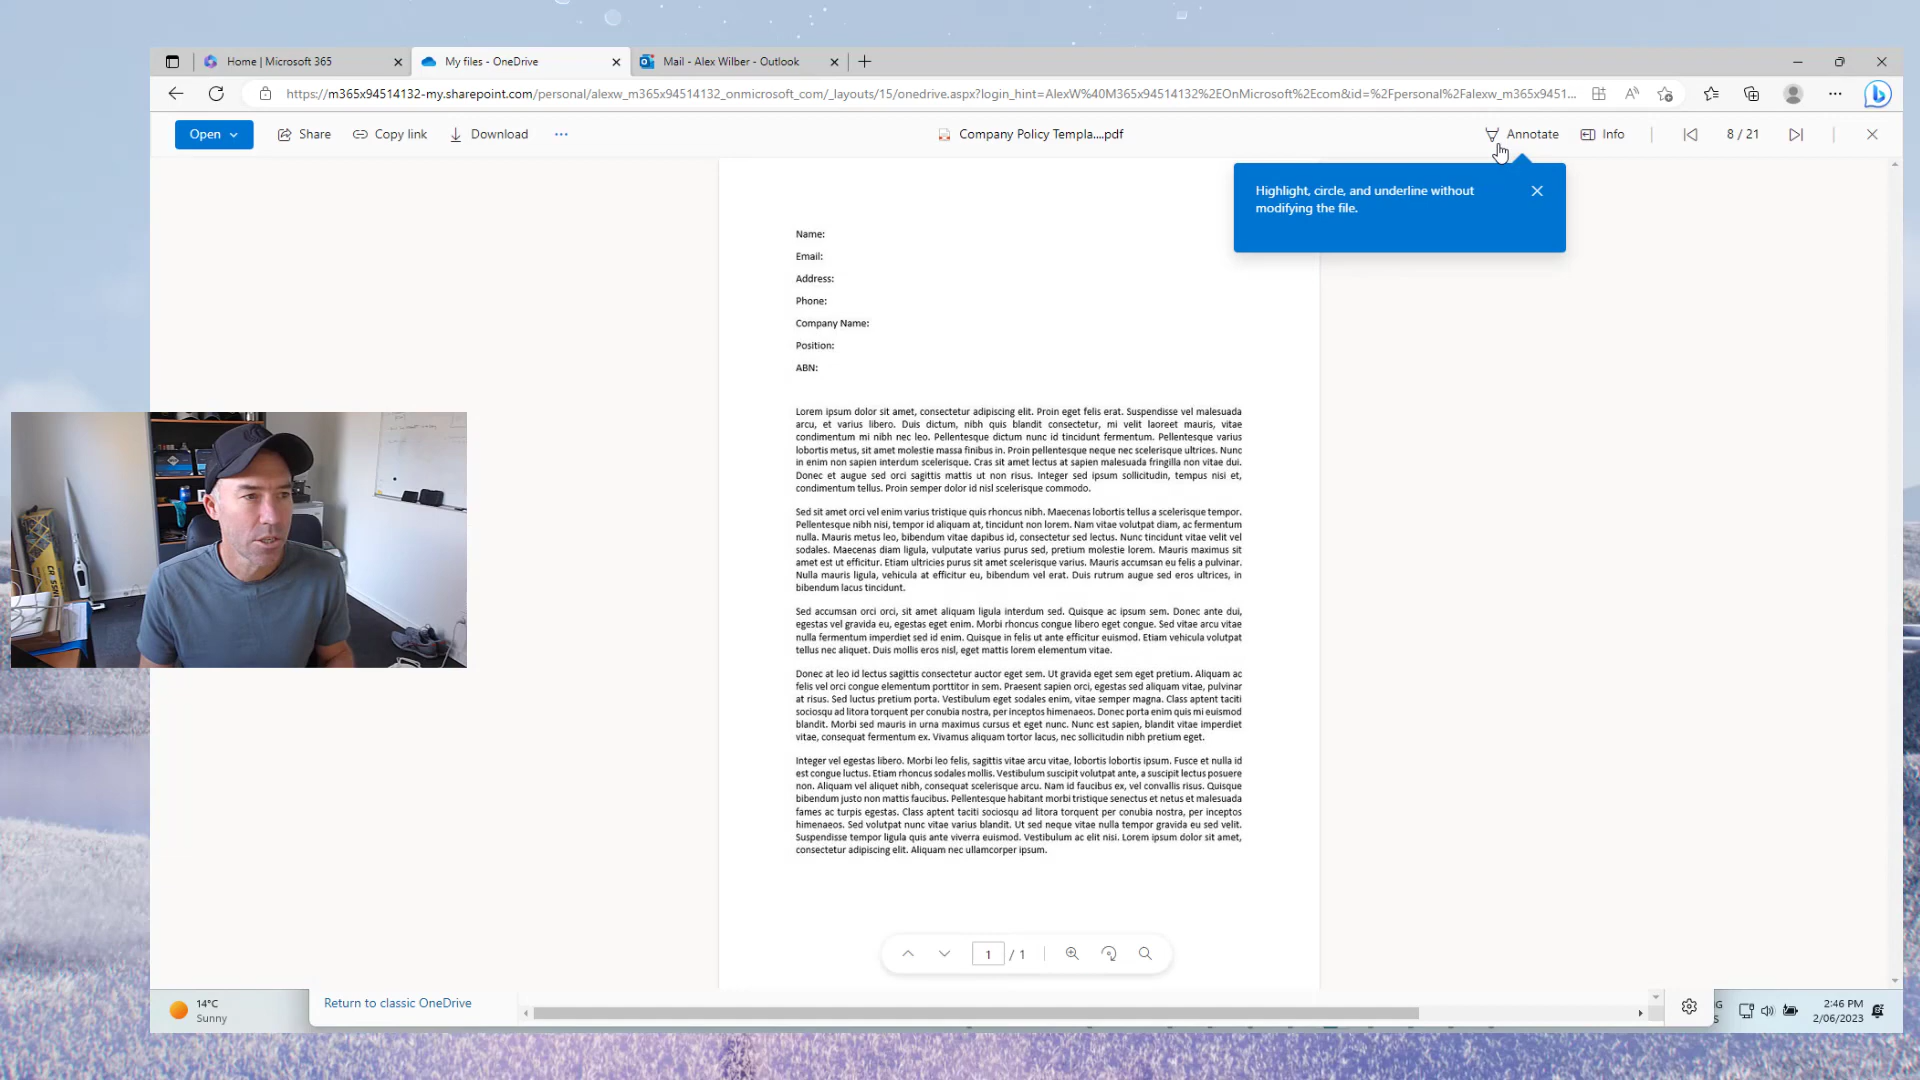 Home | Microsoft 365
My files - OneDrive
Mail - Alex Wilber - Outlook
https://m365x94514132-my.sharepoint.com/personal/alexw_m365x94514132_onmicrosoft_com/_layouts/15/onedrive.aspx?login_hint=AlexW%40M365x94514132%2EOnMicrosoft%2Ecom&id=%2Fpersonal%2Falexw_m365x9451...
Open
Share
Copy link
Download
Company Policy Templa....pdf
Annotate
Info
8 / 21
Highlight, circle, and underline without
modifying the file.
Name:
Email:
Address:
Phone:
Company Name:
Position:
ABN:
Lorem ipsum dolor sit amet, consectetur adipiscing elit. Proin eget felis erat. Suspendisse vel malesuada
arcu, et varius libero. Duis dictum, nibh quis blandit consectetur, mi velit laoreet mauris, vitae
condimentum mi nibh nec leo. Pellentesque dictum nunc id tincidunt fermentum. Pellentesque varius
lobortis metus, sit amet molestie massa finibus in. Proin pellentesque neque nec scelerisque ultrices. Nunc
in enim non sapien interdum scelerisque. Cras sit amet lectus at sapien malesuada fringilla non vitae dui.
Donec et augue sed orci sagittis mattis ut non risus. Integer sed ipsum sollicitudin, tempus nisi et,
condimentum tellus. Proin semper dolor id nisl scelerisque commodo.
Sed sit amet orci vel enim varius tristique quis rhoncus nibh. Maecenas lobortis tellus a scelerisque tempor.
Pellentesque nibh nisi, tempor id aliquam at, tincidunt non lorem. Nam vitae volutpat diam, ac fermentum
nulla. Mauris metus leo, bibendum vitae dapibus id, consectetur sed lectus. Nunc tincidunt vitae velit vel
sodales. Maecenas diam ligula, vulputate varius purus sed, pretium molestie lorem. Mauris maximus sit
amet est ut efficitur. Etiam ultricies purus sit amet scelerisque varius. Mauris accumsan eu felis a pulvinar.
Nulla mauris ligula, vehicula at efficitur eu, bibendum vel erat. Duis rutrum augue sed eros ultrices, in
bibendum lacus tincidunt.
Sed accumsan orci orci, sit amet aliquam ligula interdum sed. Quisque ac ipsum sem. Donec ante dui,
egestas vel gravida eu, egestas eget enim. Morbi rhoncus congue libero eget congue. Sed vitae arcu vitae
nulla fermentum imperdiet sed id enim. Quisque in felis ut ante efficitur euismod. Etiam vehicula volutpat
tellus nec aliquet. Duis mollis eros nisl, eget mattis lorem elementum vitae.
Donec at leo id lectus sagittis consectetur auctor eget sem. Ut gravida eget sem eget pretium. Aliquam ac
felis vel orci congue elementum porttitor in sem. Praesent sapien orci, egestas sed aliquam vitae, pulvinar
at risus. Sed luctus pretium porta. Vestibulum eget sodales enim, vitae semper magna. Class aptent taciti
sociosqu ad litora torquent per conubia nostra, per inceptos himenaeos. Donec porta enim quis mi euismod
blandit. Morbi sed mauris in urna maximus cursus et eget nunc. Nunc est sapien, blandit vitae imperdiet
vitae, consequat fermentum ex. Vivamus aliquam tortor lacus, nec sollicitudin nibh pretium eget.
Integer vel egestas libero. Morbi leo felis, sagittis vitae arcu vitae, lobortis lobortis ipsum. Fusce et nulla id
est congue luctus. Etiam rhoncus sodales mollis. Vestibulum suscipit volutpat ante, a suscipit lectus posuere
non. Aliquam vel aliquet nibh, consequat scelerisque arcu. Nam id faucibus ex, vel convallis risus. Quisque
bibendum justo non mattis faucibus. Pellentesque habitant morbi tristique senectus et netus et malesuada
fames ac turpis egestas. Class aptent taciti sociosqu ad litora torquent per conubia nostra, per inceptos
himenaeos. Sed volutpat nunc vitae varius blandit. Ut sed neque vitae nulla tempor gravida eu sed velit.
Suspendisse tempor ligula quis ante viverra euismod. Vestibulum ac elit nisi. Lorem ipsum dolor sit amet,
consectetur adipiscing elit. Aliquam nec ullamcorper ipsum.
1 / 1
14°C
Sunny
Return to classic OneDrive
2:46 PM
2/06/2023